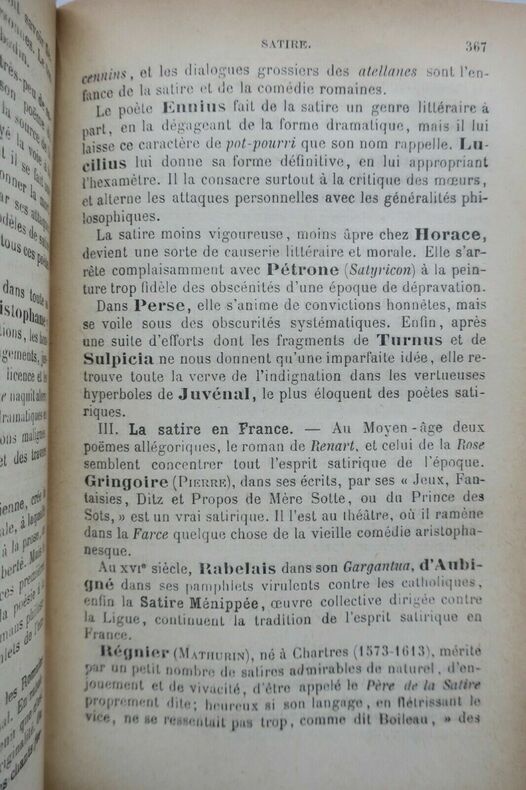 SATIRE. 367
cennins, et les dialogues grossiers des atellanes sont l'en-
fance de la satire et de la comédie romaines.
Le poète Ennius fait de la satire un genre littéraire à
part, en la dégageant de la forme dramatique, mais il lui
laisse ce caractère de pot-pourri que son nom rappelle. Lu-
cilius lui donne sa forme définitive, en lui appropriant
l'hexamètre. Il la consacre surtout à la critique des mœurs,
et alterne les attaques personnelles avec les généralités phi-
losophiques.
La satire moins vigoureuse, moins âpre chez Horace,
devient une sorte de causerie littéraire et morale. Elle s'ar-
rête complaisamment avec Pétrone (Satyricon) à la pein-
ture trop fidèle des obscénités d'une époque de dépravation.
Dans Perse, elle s'anime de convictions honnêtes, mais
se voile sous des obscurités systématiques. Enfin, après
une suite d'efforts dont les fragments de Turnus et de
Sulpicia ne nous donnent qu'une imparfaite idée, elle re-
trouve toute la verve de l'indignation dans les vertueuses
hyperboles de Juvénal, le plus éloquent des poètes sati-
riques.
III. La satire en France. — Au Moyen-âge deux
poëmes allégoriques, le roman de Renart, et celui de la Rose
semblent concentrer tout l'esprit satirique de l'époque.
Gringoire (PIERRE), dans ses écrits, par ses « Jeux, Fan-
taisies, Ditz et Propos de Mère Sotte, ou du Prince des
Sots, » est un vrai satirique. Il l'est au théâtre, où il ramène
dans la Farce quelque chose de la vieille comédie aristopha-
nesque.
Au XVIe siècle, Rabelais dans son Gargantua, d'Aubi-
gné dans ses pamphlets virulents contre les catholiques,
enfin la Satire Ménippée, œuvre collective dirigée contre
la Ligue, continuent la tradition de l'esprit satirique en
France.
Régnier (MATHURIN), né à Chartres (1573-1613), mérite
par un petit nombre de satires admirables de naturel, d'en-
jouement et de vivacité, d'être appelé le Père de la Satire
proprement dite; heureux si son langage, en flétrissant le
vice, ne se ressentait pas trop, comme dit Boileau, » des